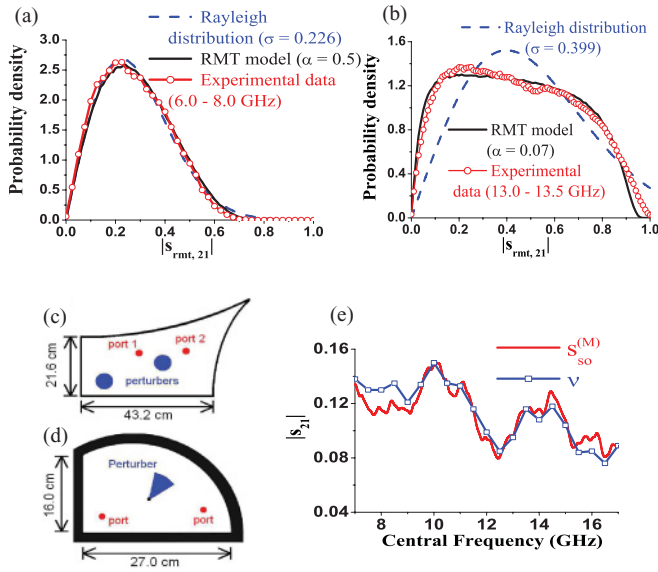 (a)
Rayleigh
distribution (σ = 0.226)
RMT model (α = 0.5)
Experimental data
(6.0 - 8.0 GHz)
Probability density
3.0
2.5
2.0
1.5
1.0
0.5
0.0
0.0 0.2 0.4 0.6 0.8 1.0
|s_rmt, 21|
(b)
Rayleigh distribution
(σ = 0.399)
RMT model
(α = 0.07)
Experimental
data (13.0 - 13.5 GHz)
Probability density
1.6
1.2
0.8
0.4
0.0
0.0 0.2 0.4 0.6 0.8 1.0
|s_rmt, 21|
(c)
port 1
port 2
perturbers
21.6 cm
43.2 cm
(d)
Perturber
port
port
16.0 cm
27.0 cm
(e)
s_so^(M)
ν
|s_21|
0.16
0.12
0.08
0.04
8 10 12 14 16
Central Frequency (GHz)